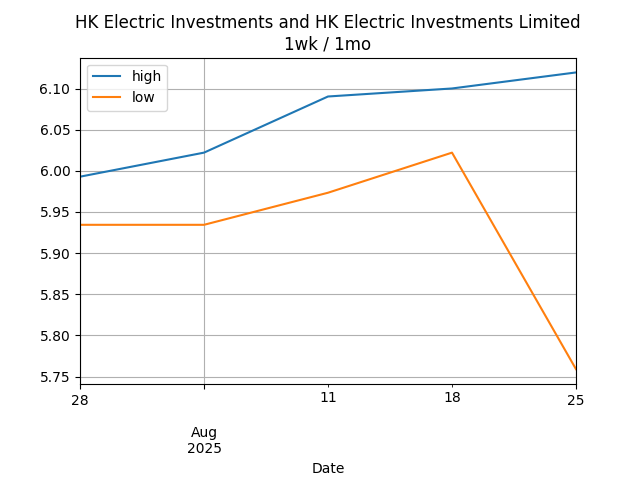 HK Electric Investments and HK Electric Investments Limited
1wk / 1mo
high
low
6.10
6.05
6.00
5.95
5.90
5.85
5.80
5.75
28
11
18
25
Aug
2025
Date